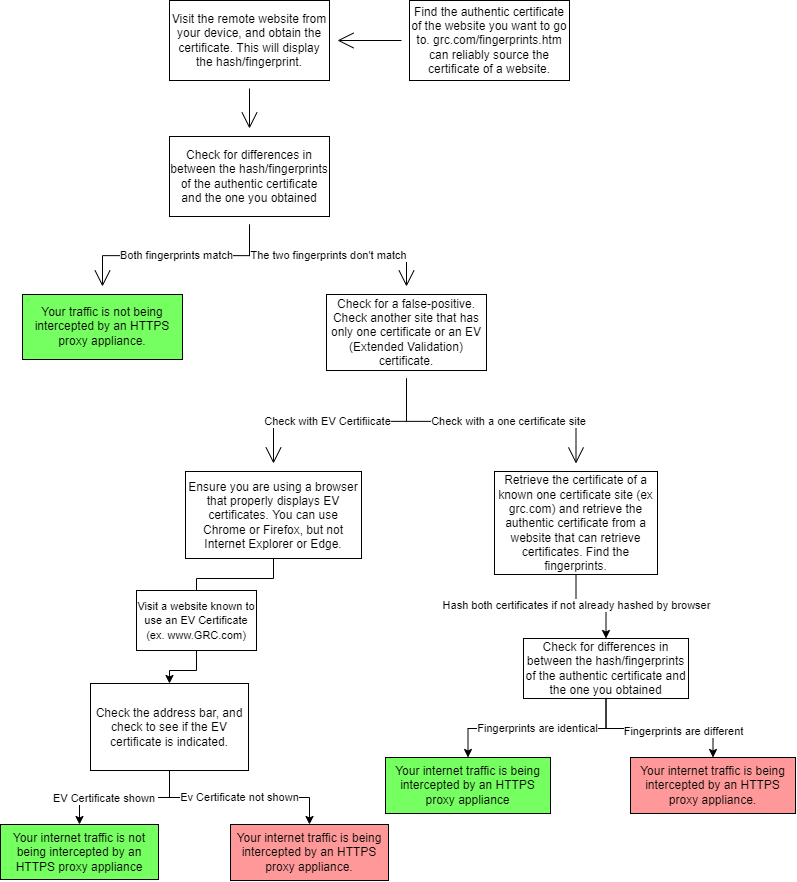 Visit the remote website from
your device, and obtain the
certificate. This will display
the hash/fingerprint.
Find the authentic certificate
of the website you want to go
to. grc.com/fingerprints.htm
can reliably source the
certificate of a website.
Check for differences in
between the hash/fingerprints
of the authentic certificate
and the one you obtained
Both fingerprints match
The two fingerprints don't match
Your traffic is not being
intercepted by an HTTPS
proxy appliance.
Check for a false-positive.
Check another site that has
only one certificate or an EV
(Extended Validation)
certificate.
Check with EV Certifiicate
Check with a one certificate site
Ensure you are using a browser
that properly displays EV
certificates. You can use
Chrome or Firefox, but not
Internet Explorer or Edge.
Retrieve the certificate of a
known one certificate site (ex
grc.com) and retrieve the
authentic certificate from a
website that can retrieve
certificates. Find the
fingerprints.
Visit a website known to
use an EV Certificate
(ex. www.GRC.com)
Hash both certificates if not already hashed by browser
Check for differences in
between the hash/fingerprints
of the authentic certificate and
the one you obtained
Check the address bar, and
check to see if the EV
certificate is indicated.
Fingerprints are identical
Fingerprints are different
Your internet traffic is being
intercepted by an HTTPS
proxy appliance
Your internet traffic is being
intercepted by an HTTPS
proxy appliance.
EV Certificate shown
Ev Certificate not shown
Your internet traffic is not
being intercepted by an
HTTPS proxy appliance
Your internet traffic is being
intercepted by an HTTPS
proxy appliance.